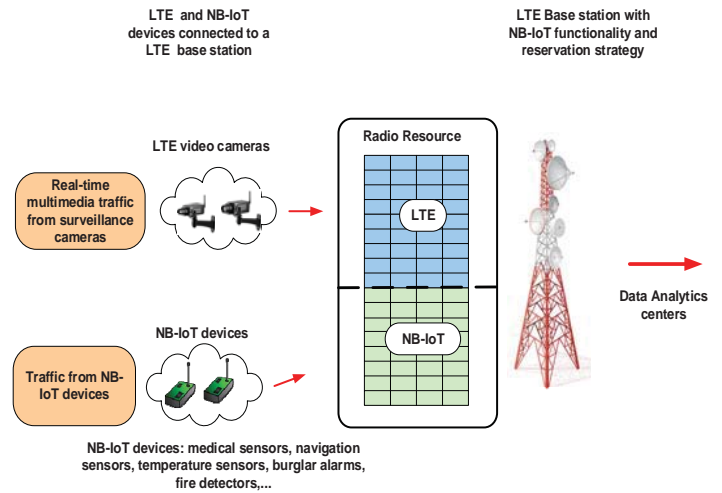 LTE and NB-IoT
devices connected to a
LTE base station
LTE Base station with
NB-IoT functionality and
reservation strategy
LTE video cameras
Real-time
multimedia traffic
from surveillance
cameras
Radio Resource
LTE
NB-IoT
Data Analytics
centers
NB-IoT devices
Traffic from NB-
IoT devices
NB-IoT devices: medical sensors, navigation
sensors, temperature sensors, burglar alarms,
fire detectors,...